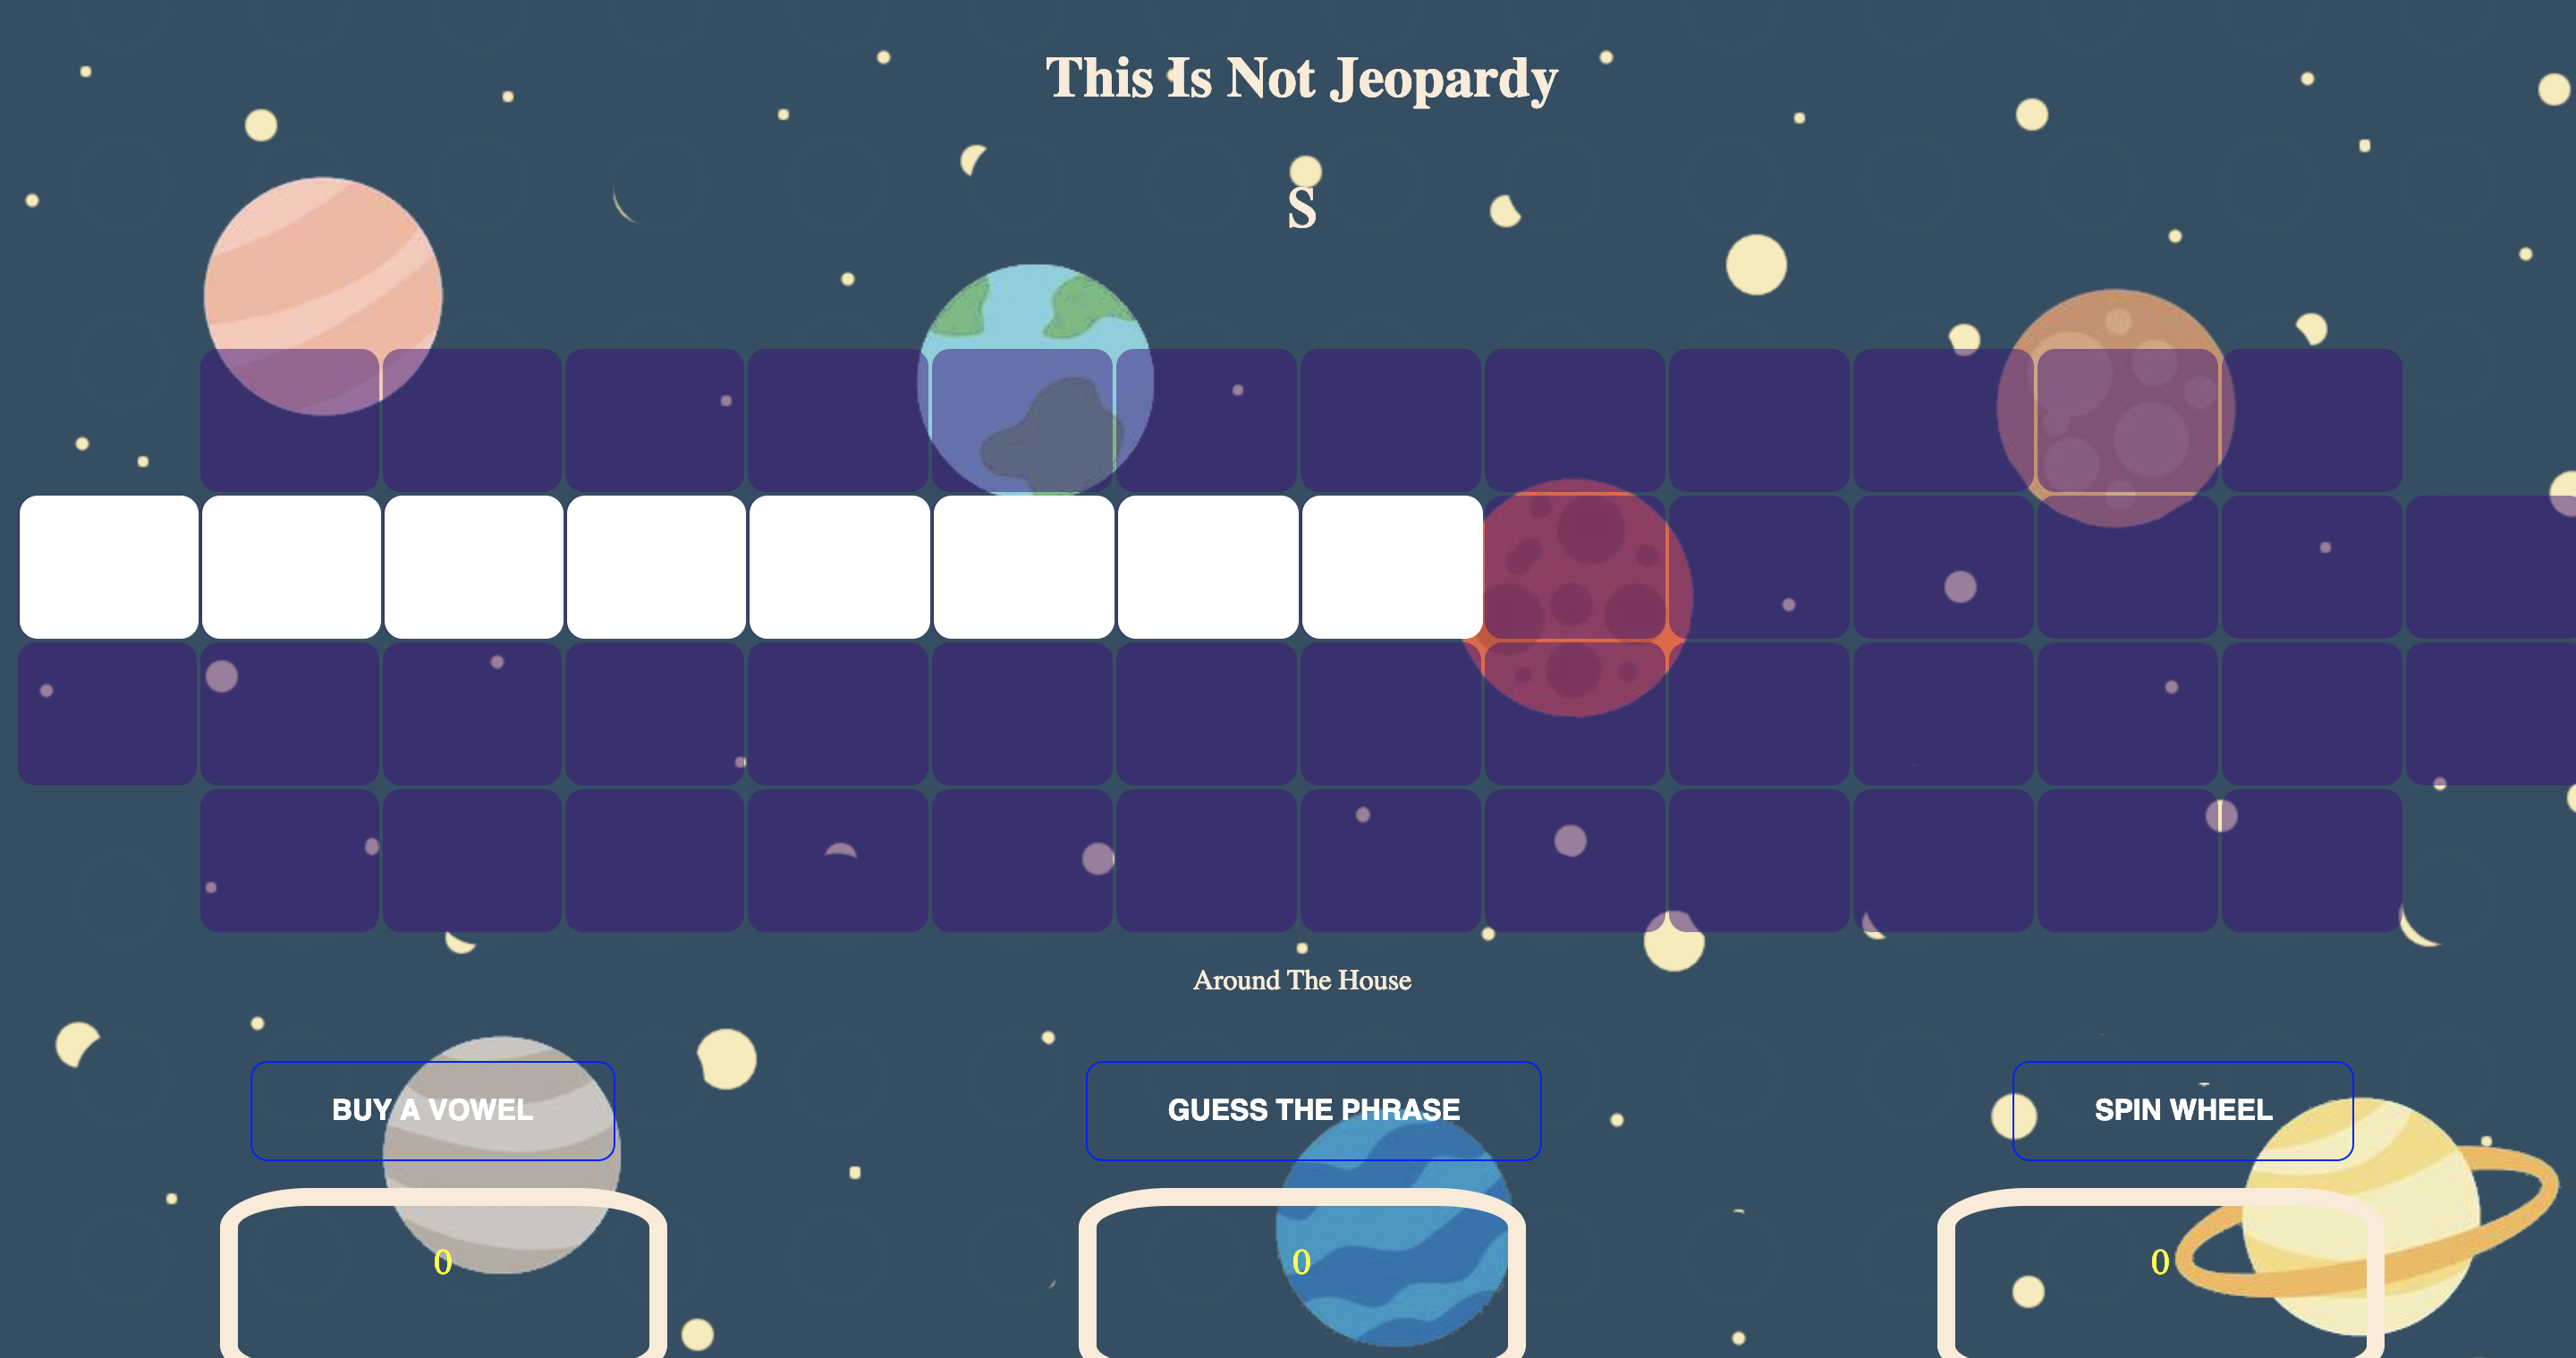 This Is Not Jeopardy
S
Around The House
BUY A VOWEL
GUESS THE PHRASE
SPIN WHEEL
0
0
0